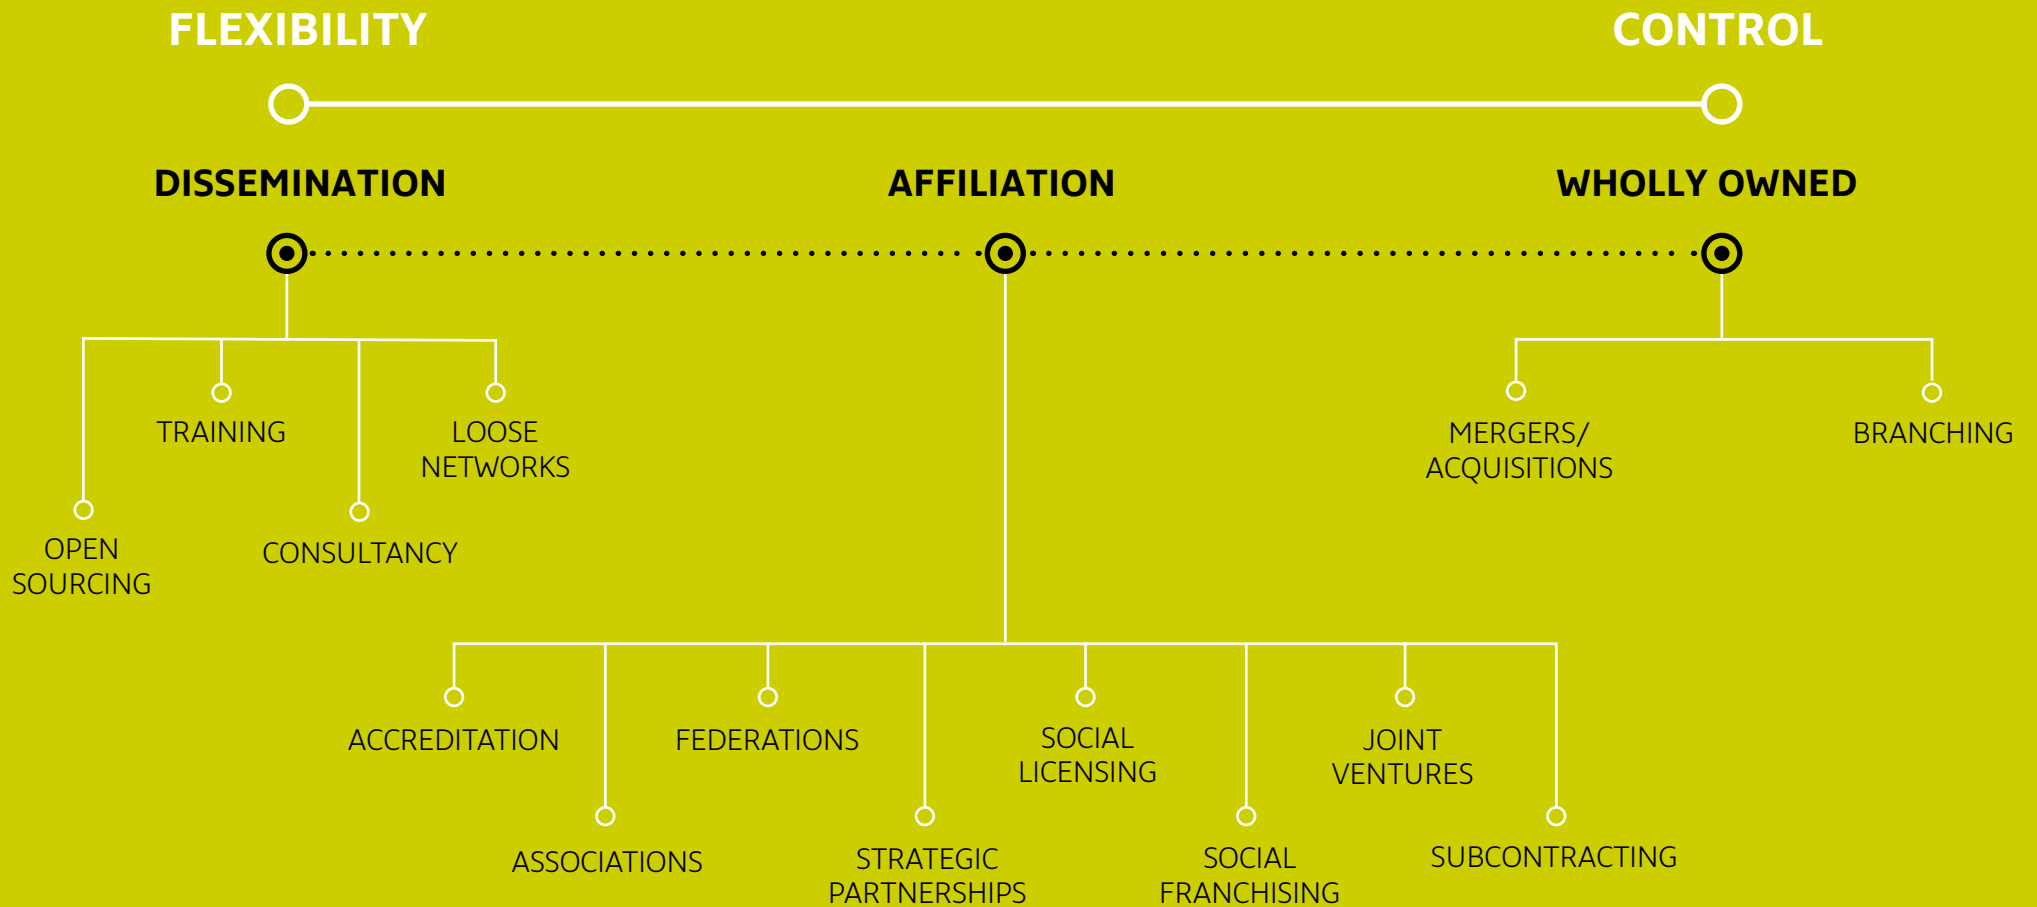 FLEXIBILITY
CONTROL
DISSEMINATION
AFFILIATION
WHOLLY OWNED
TRAINING
LOOSE
NETWORKS
OPEN
SOURCING
CONSULTANCY
MERGERS/
ACQUISITIONS
BRANCHING
ACCREDITATION
FEDERATIONS
SOCIAL
LICENSING
JOINT
VENTURES
ASSOCIATIONS
STRATEGIC
PARTNERSHIPS
SOCIAL
FRANCHISING
SUBCONTRACTING